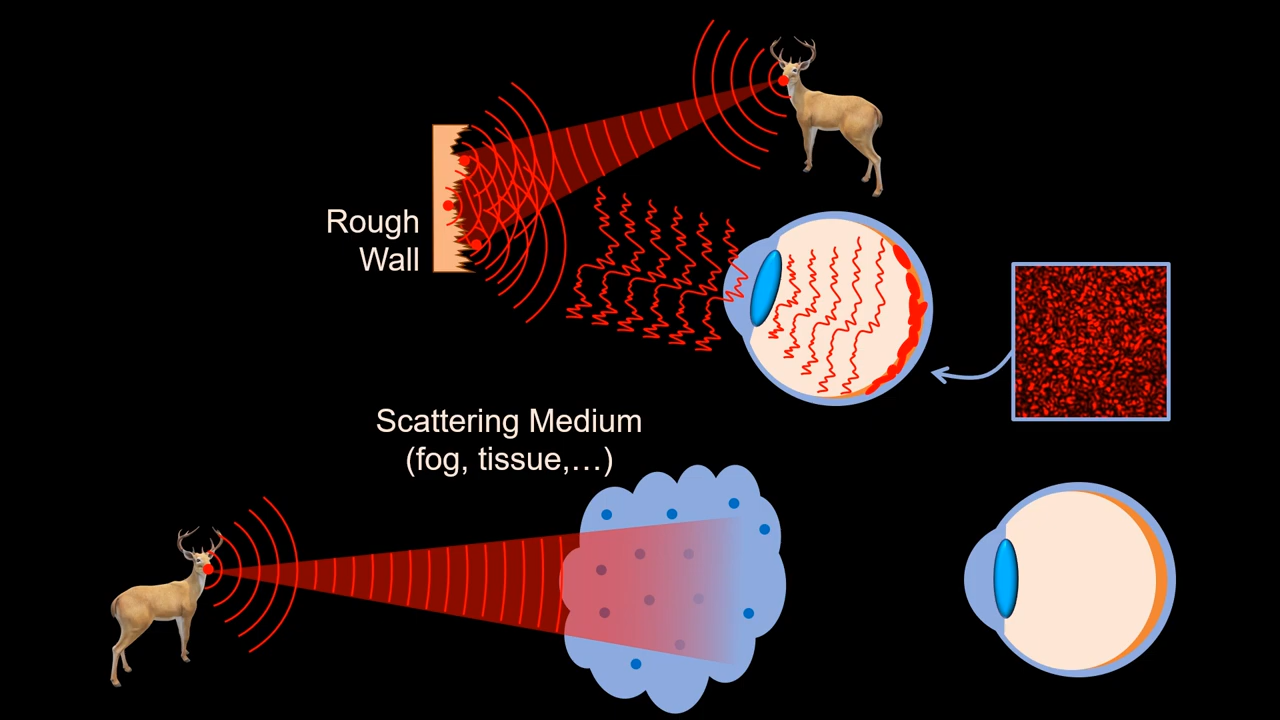 Rough
Wall
Scattering Medium
(fog, tissue,…)